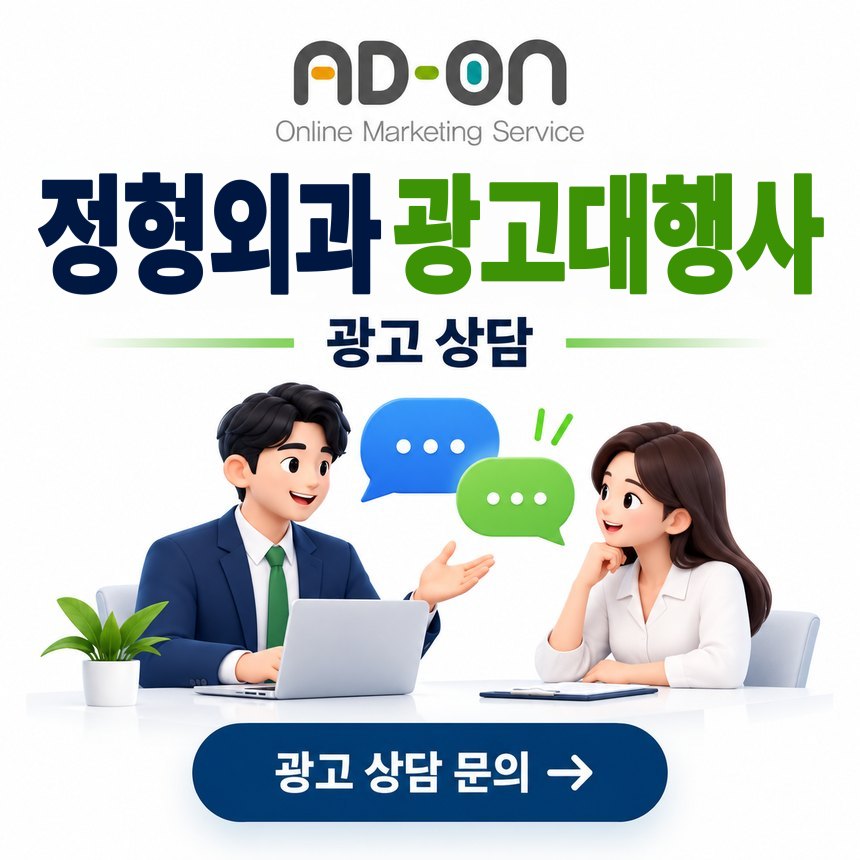 AD-ON
Online Marketing Service
정형외과 광고대행사
광고 상담
광고 상담 문의 →